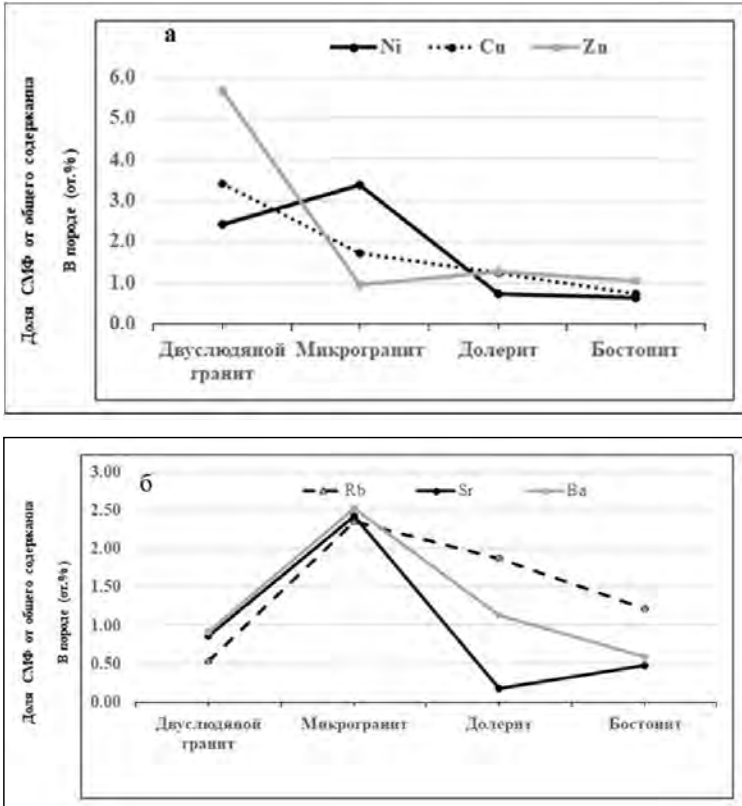 а
Ni Cu Zn
Доля СМФ от общего содержания
В породе (от.%)
6.0
5.0
4.0
3.0
2.0
1.0
0.0
Двуслюдяной
гранит
Микрогранит
Долерит
Бостонит
б
Rb Sr Ba
Доля СМФ от общего содержания
В породе (от.%)
3.00
2.50
2.00
1.50
1.00
0.50
0.00
Двуслюдяной
гранит
Микрогранит
Долерит
Бостонит